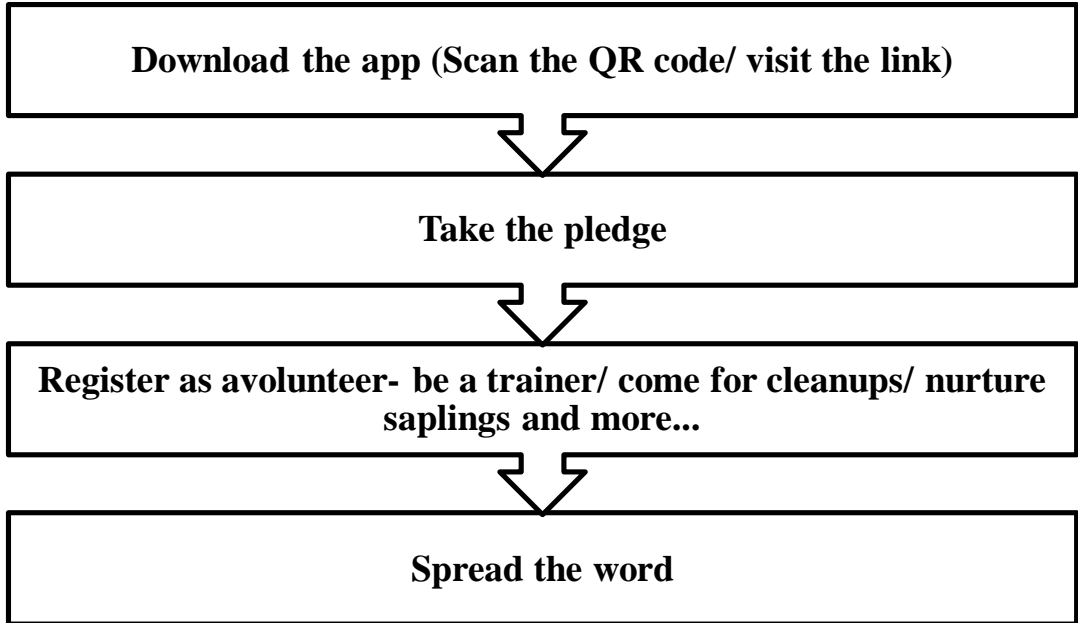 Download the app (Scan the QR code/ visit the link)
Take the pledge
Register as avolunteer- be a trainer/ come for cleanups/ nurture
saplings and more...
Spread the word